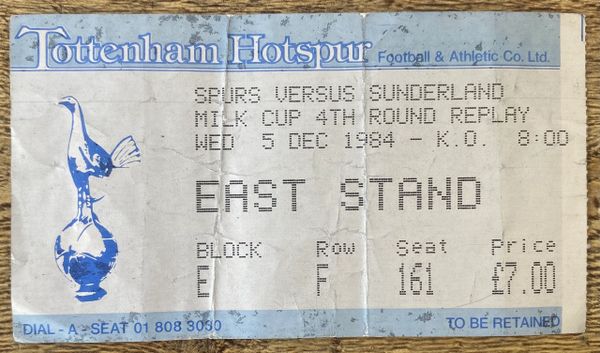 Tottenham Hotspur Football & Athletic Co. Ltd.
SPURS VERSUS SUNDERLAND
MILK CUP 4TH ROUND REPLAY
WED 5 DEC 1984 - K.O. 8:00
EAST STAND
BLOCK Row Seat Price
E F 161 £7.00
DIAL - A - SEAT 01 808 3030 TO BE RETAINED